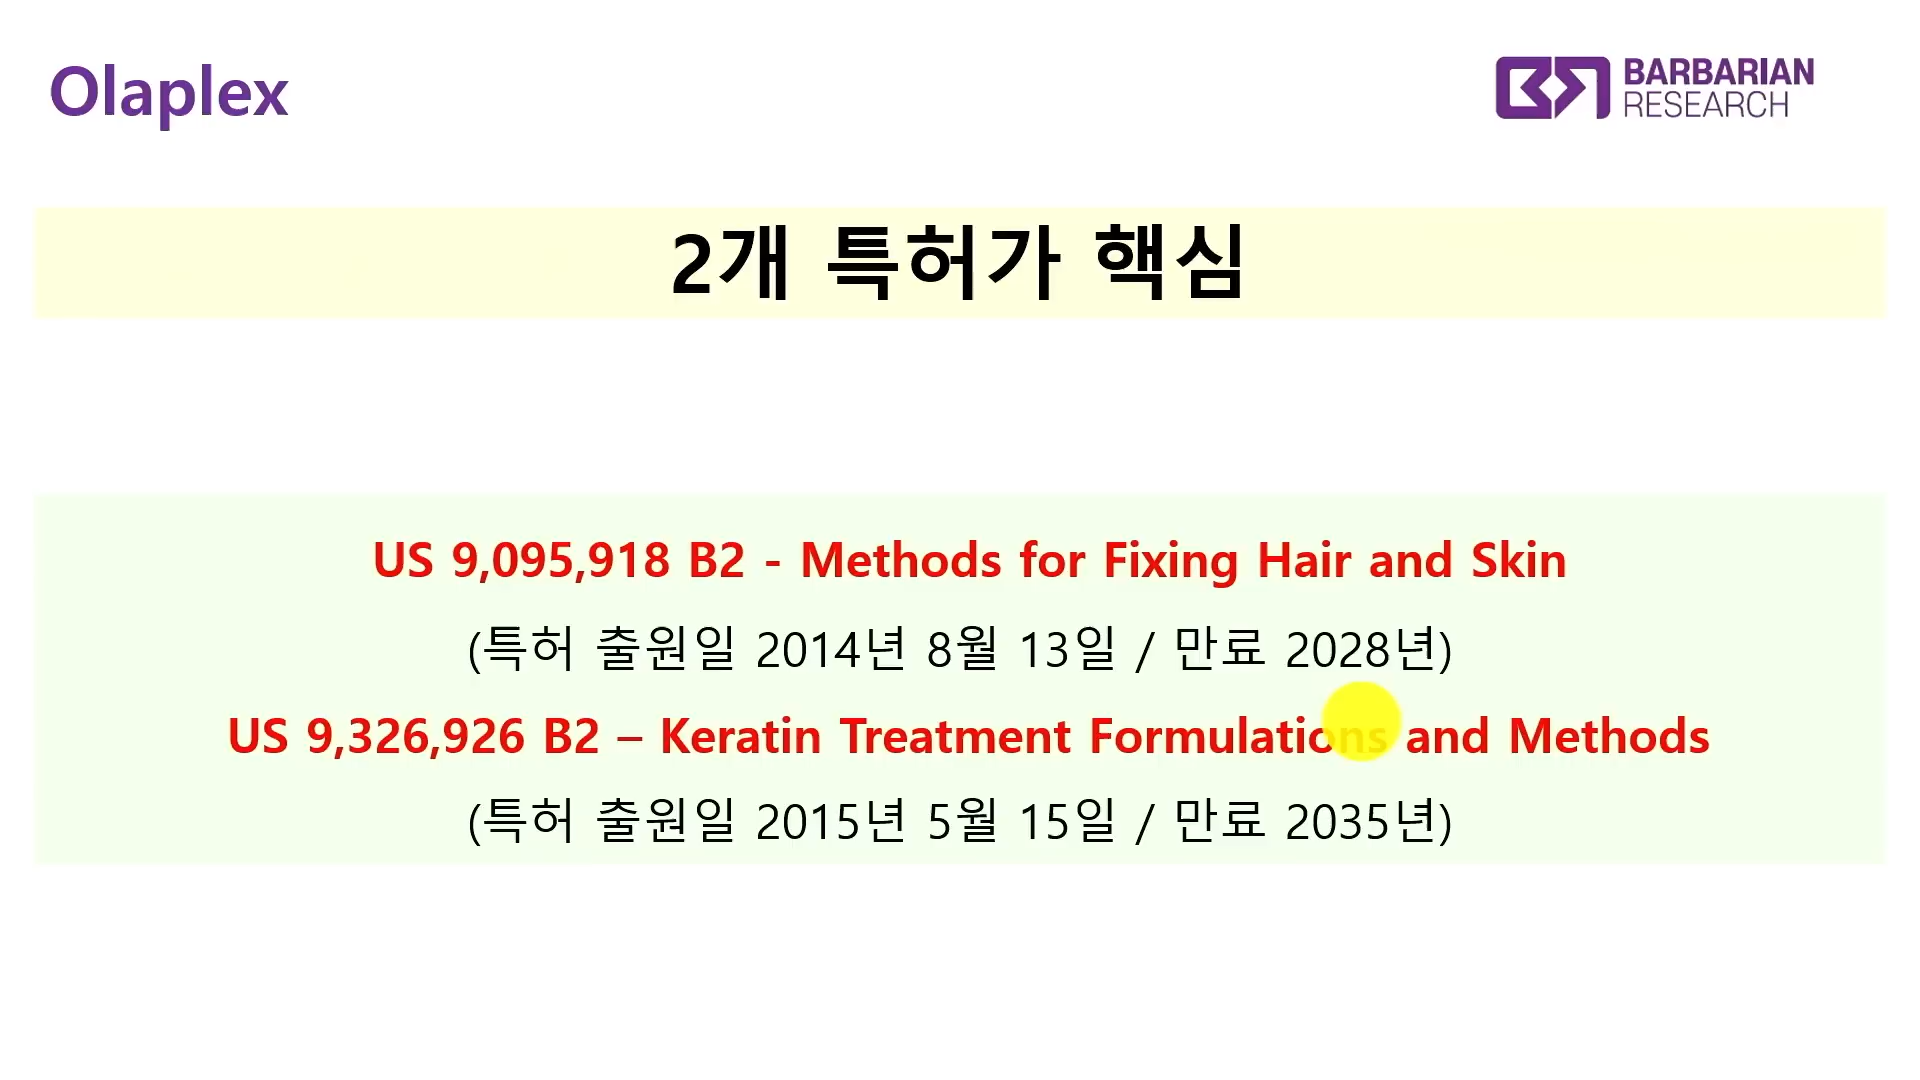 Olaplex
BARBARIAN
RESEARCH
2개 특허가 핵심
US 9,095,918 B2 - Methods for Fixing Hair and Skin
(특허 출원일 2014년 8월 13일 / 만료 2028년)
US 9,326,926 B2 – Keratin Treatment Formulations and Methods
(특허 출원일 2015년 5월 15일 / 만료 2035년)